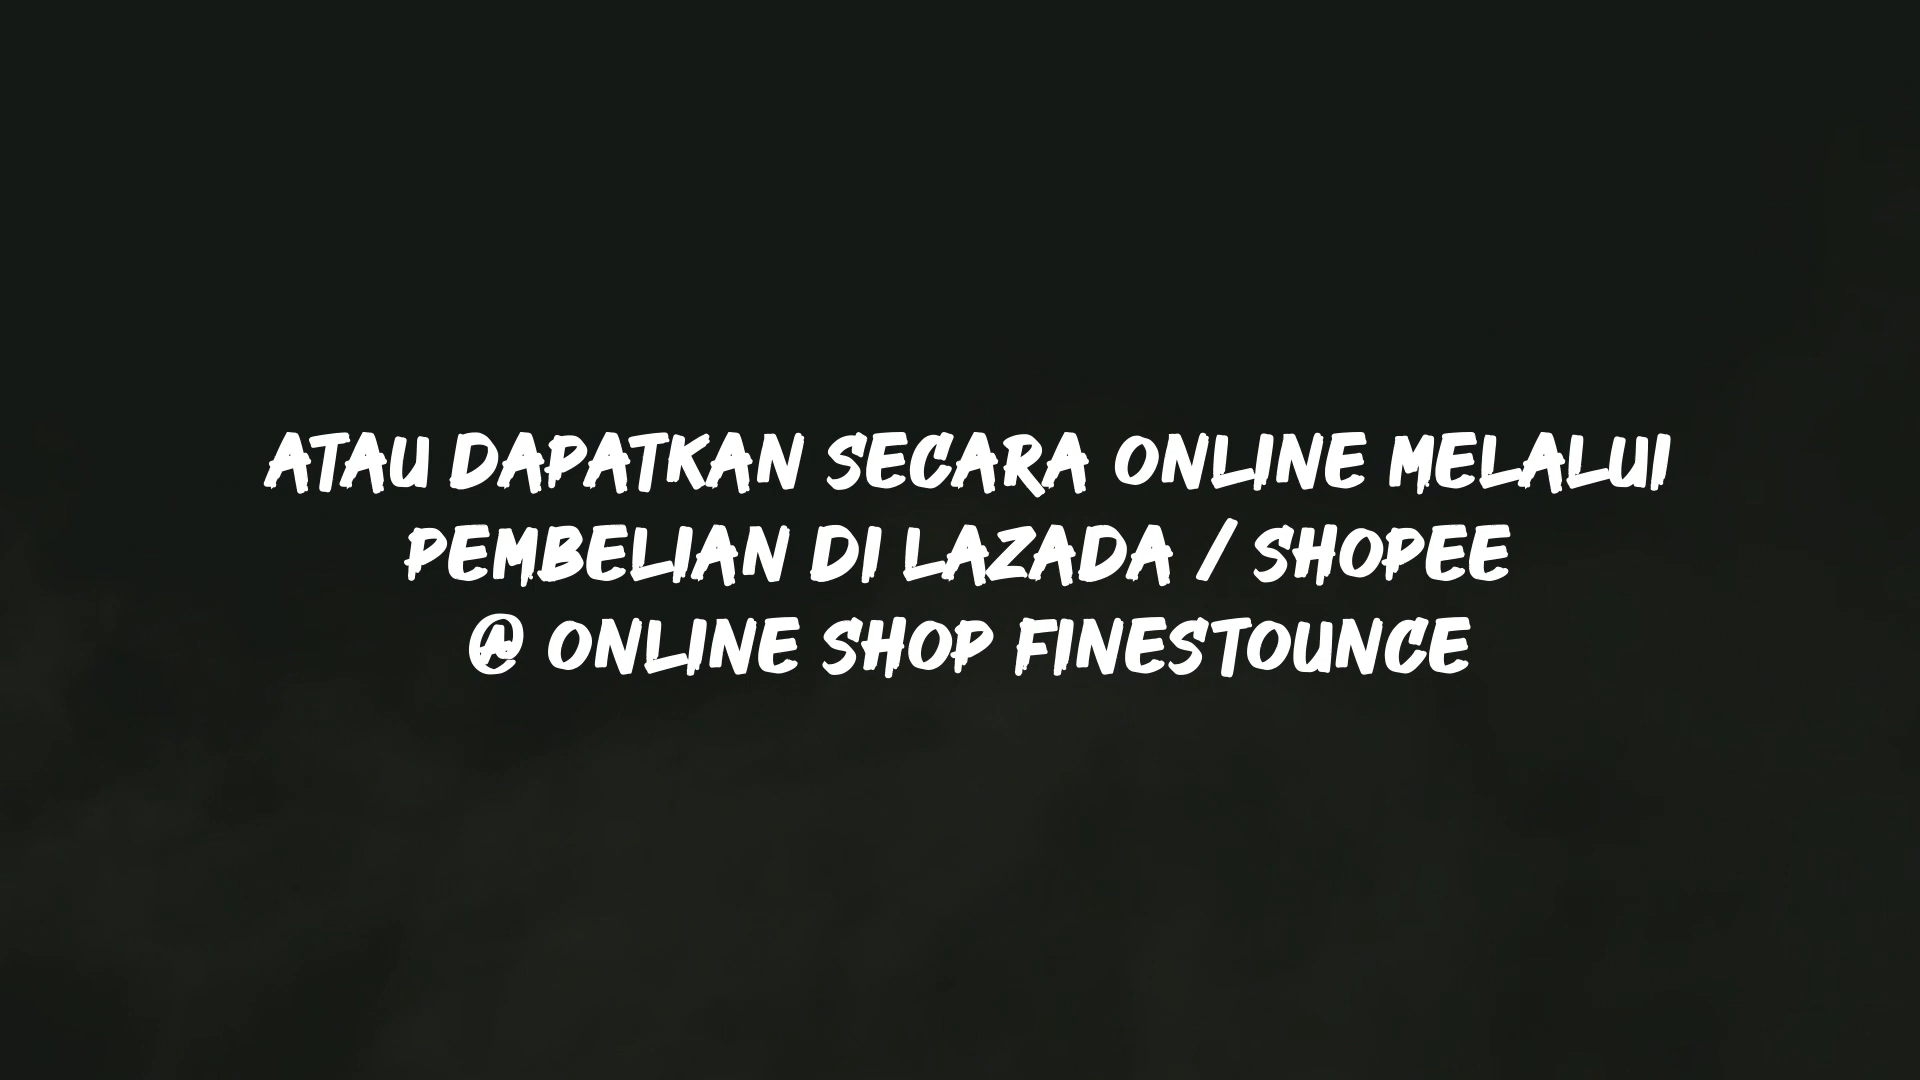 ATAU DAPATKAN SECARA ONLINE MELALUI
PEMBELIAN DI LAZADA / SHOPEE
@ ONLINE SHOP FINESTOUNCE